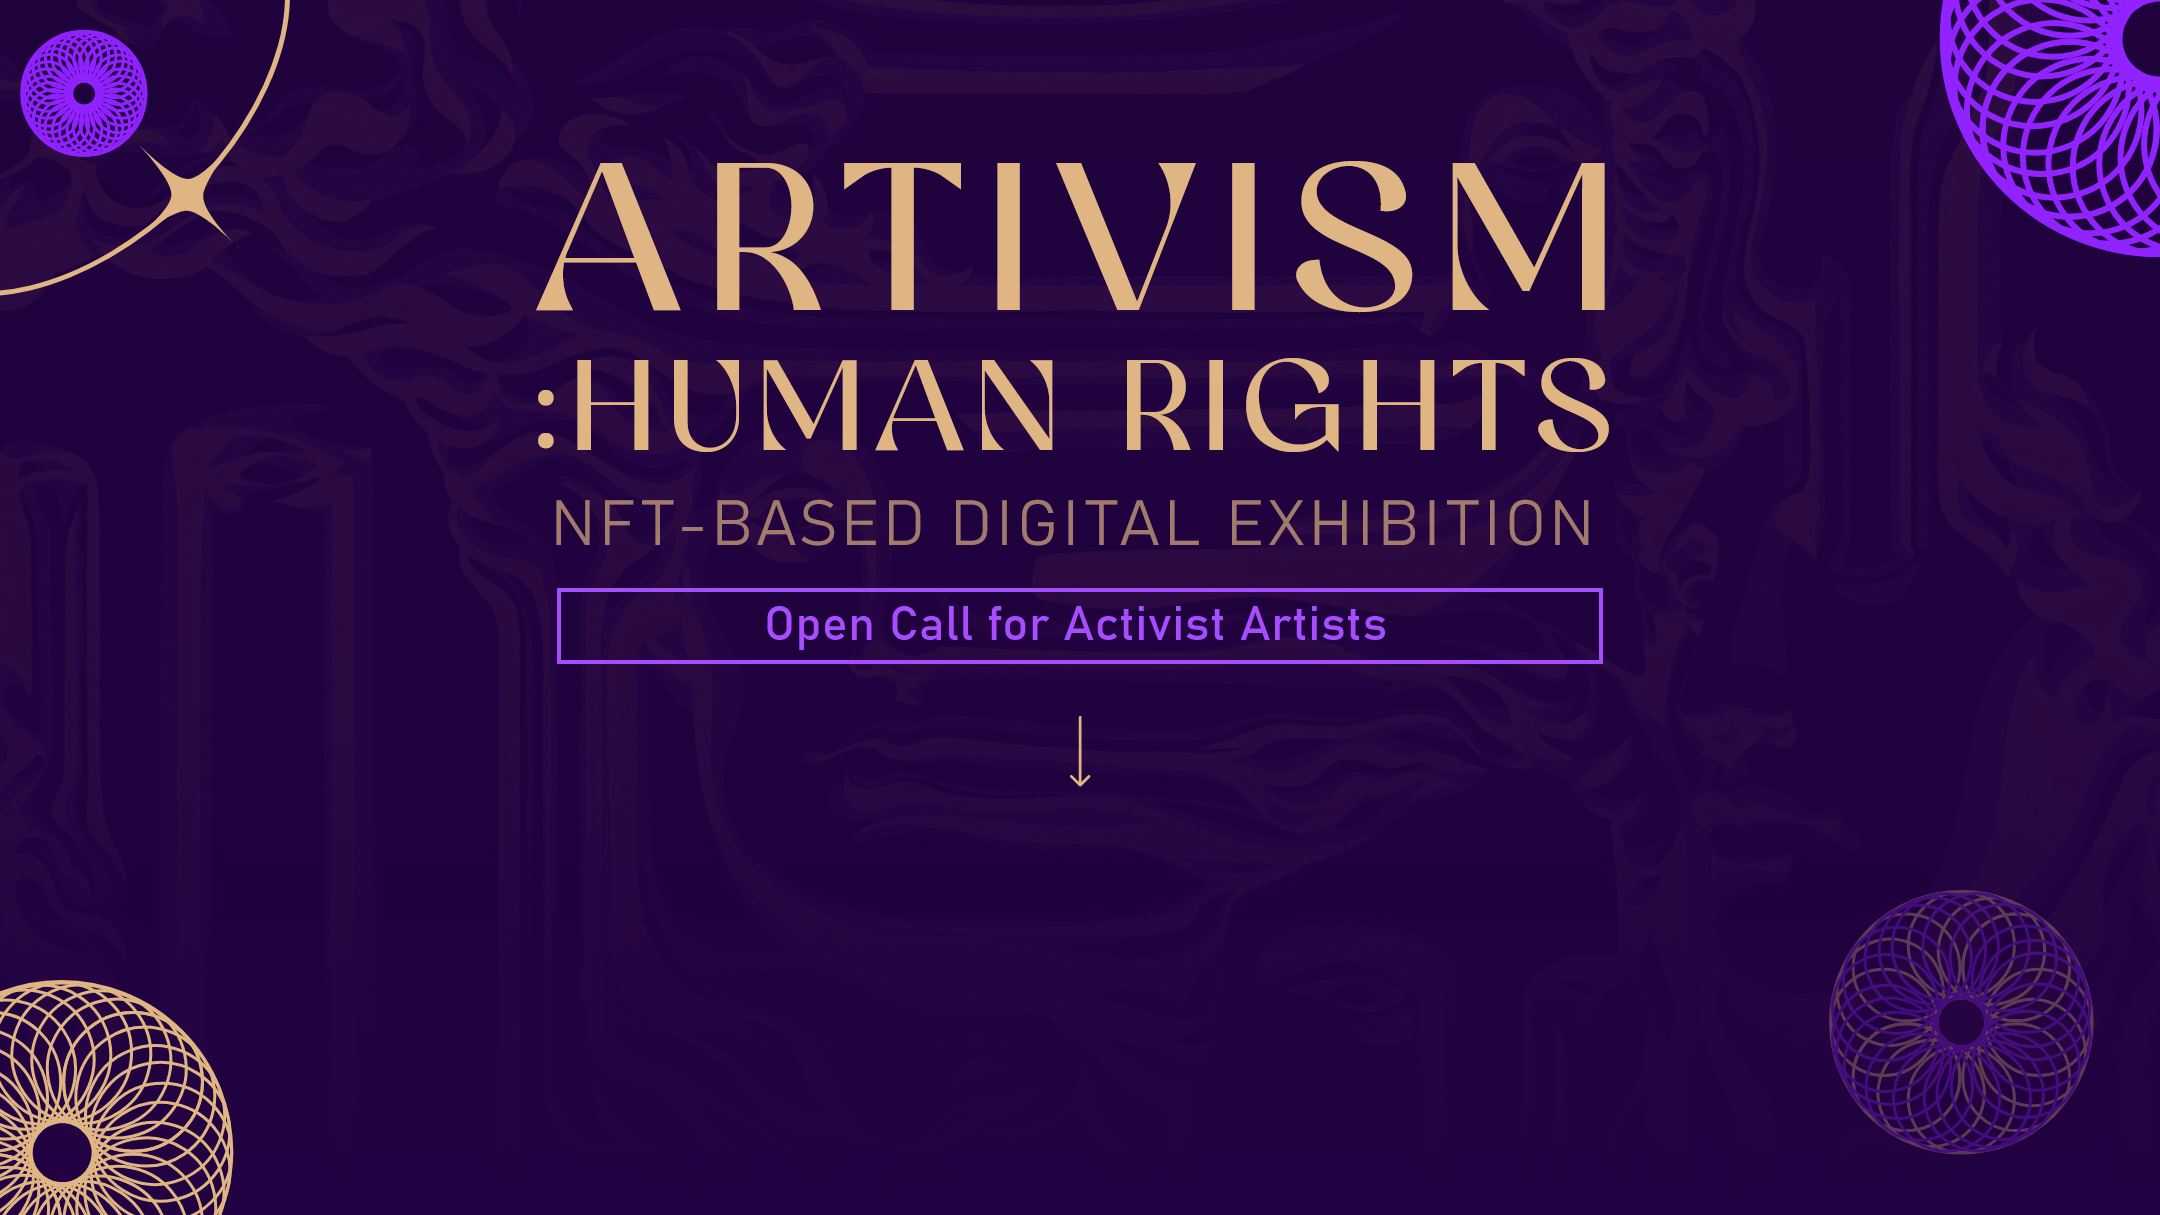 ARTIVISM
:HUMAN RIGHTS
NFT-BASED DIGITAL EXHIBITION
Open Call for Activist Artists